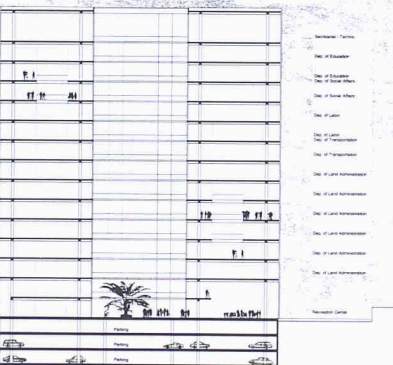 Secretariat - Techno
Dep. of Education
Dep. of Education
Dep. of Social Affairs
Dep. of Social Affairs
Dep. of Labor
Dep. of Labor
Dep. of Transportation
Dep. of Transportation
Dep. of Land Administration
Dep. of Land Administration
Dep. of Land Administration
Dep. of Land Administration
Dep. of Land Administration
Dep. of Land Administration
Reception Center
Parking
Parking
Parking